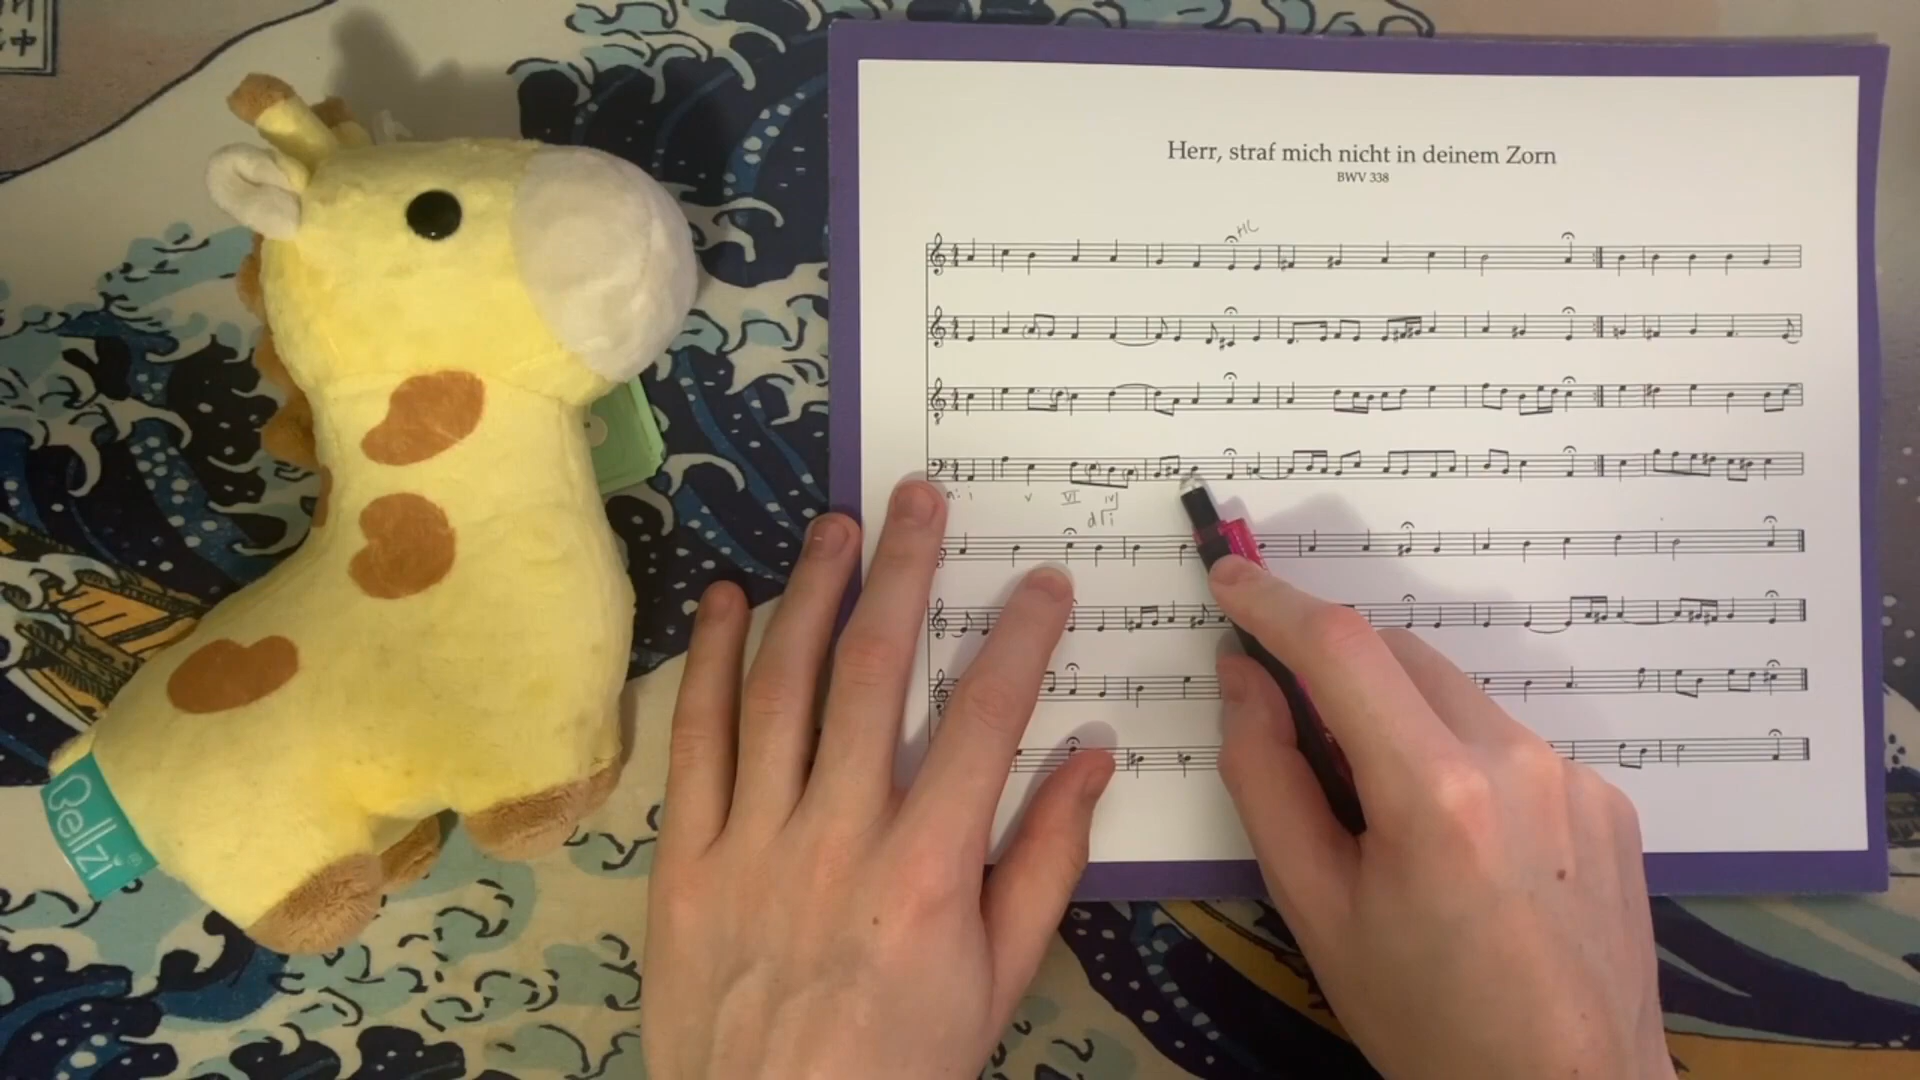 Herr, straf mich nicht in deinem Zorn
BWV 338
HC
a: i v VI iv
d i
Bellzi